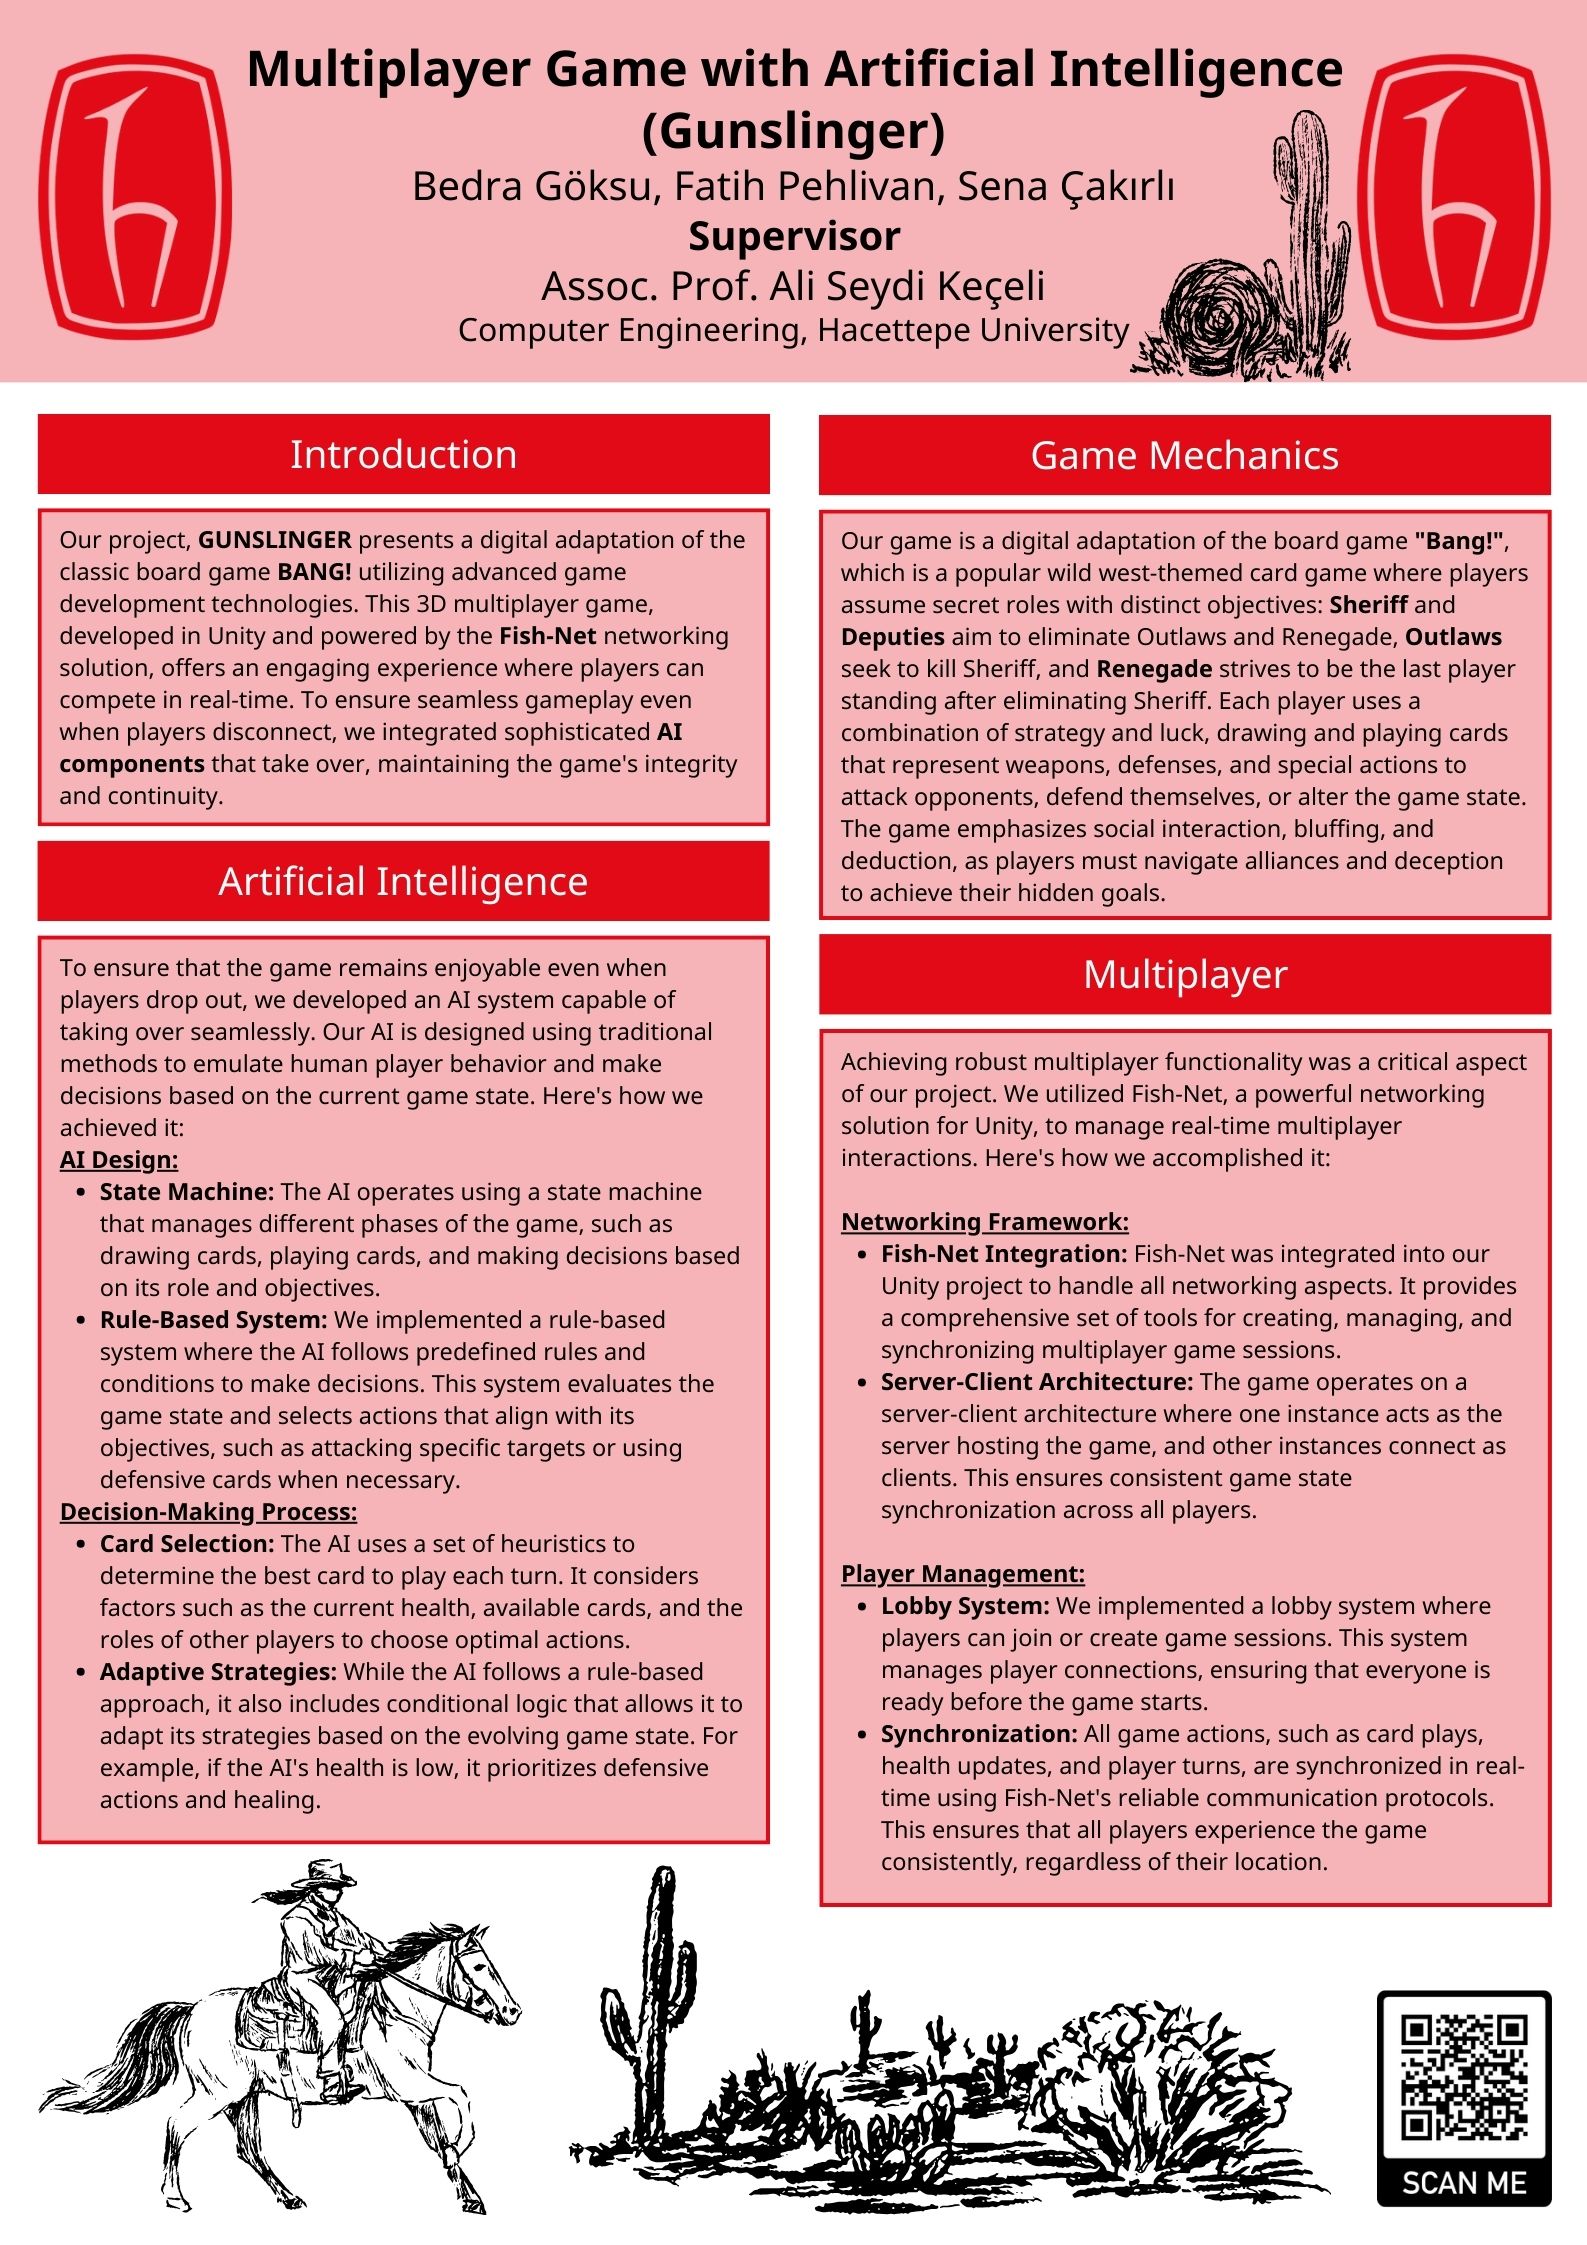 Multiplayer Game with Artificial Intelligence
(Gunslinger)
Bedra Göksu, Fatih Pehlivan, Sena Çakırlı
Supervisor
Assoc. Prof. Ali Seydi Keçeli
Computer Engineering, Hacettepe University
Introduction
Our project, GUNSLINGER presents a digital adaptation of the
classic board game BANG! utilizing advanced game
development technologies. This 3D multiplayer game,
developed in Unity and powered by the Fish-Net networking
solution, offers an engaging experience where players can
compete in real-time. To ensure seamless gameplay even
when players disconnect, we integrated sophisticated AI
components that take over, maintaining the game's integrity
and continuity.
Artificial Intelligence
To ensure that the game remains enjoyable even when
players drop out, we developed an AI system capable of
taking over seamlessly. Our AI is designed using traditional
methods to emulate human player behavior and make
decisions based on the current game state. Here's how we
achieved it:
AI Design:
• State Machine: The AI operates using a state machine
that manages different phases of the game, such as
drawing cards, playing cards, and making decisions based
on its role and objectives.
• Rule-Based System: We implemented a rule-based
system where the AI follows predefined rules and
conditions to make decisions. This system evaluates the
game state and selects actions that align with its
objectives, such as attacking specific targets or using
defensive cards when necessary.
Decision-Making Process:
• Card Selection: The AI uses a set of heuristics to
determine the best card to play each turn. It considers
factors such as the current health, available cards, and the
roles of other players to choose optimal actions.
• Adaptive Strategies: While the AI follows a rule-based
approach, it also includes conditional logic that allows it to
adapt its strategies based on the evolving game state. For
example, if the AI's health is low, it prioritizes defensive
actions and healing.
Game Mechanics
Our game is a digital adaptation of the board game "Bang!",
which is a popular wild west-themed card game where players
assume secret roles with distinct objectives: Sheriff and
Deputies aim to eliminate Outlaws and Renegade, Outlaws
seek to kill Sheriff, and Renegade strives to be the last player
standing after eliminating Sheriff. Each player uses a
combination of strategy and luck, drawing and playing cards
that represent weapons, defenses, and special actions to
attack opponents, defend themselves, or alter the game state.
The game emphasizes social interaction, bluffing, and
deduction, as players must navigate alliances and deception
to achieve their hidden goals.
Multiplayer
Achieving robust multiplayer functionality was a critical aspect
of our project. We utilized Fish-Net, a powerful networking
solution for Unity, to manage real-time multiplayer
interactions. Here's how we accomplished it:
Networking Framework:
• Fish-Net Integration: Fish-Net was integrated into our
Unity project to handle all networking aspects. It provides
a comprehensive set of tools for creating, managing, and
synchronizing multiplayer game sessions.
• Server-Client Architecture: The game operates on a
server-client architecture where one instance acts as the
server hosting the game, and other instances connect as
clients. This ensures consistent game state
synchronization across all players.
Player Management:
• Lobby System: We implemented a lobby system where
players can join or create game sessions. This system
manages player connections, ensuring that everyone is
ready before the game starts.
• Synchronization: All game actions, such as card plays,
health updates, and player turns, are synchronized in real-
time using Fish-Net's reliable communication protocols.
This ensures that all players experience the game
consistently, regardless of their location.
SCAN ME